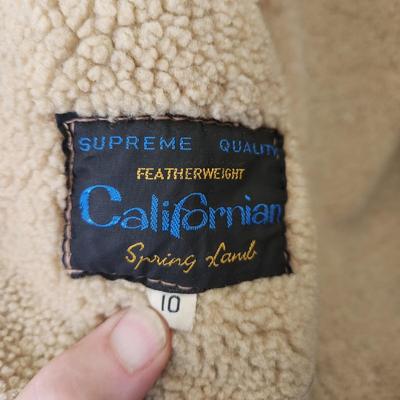 SUPREME QUALITY
FEATHERWEIGHT
Californian
Spring Lamb
10